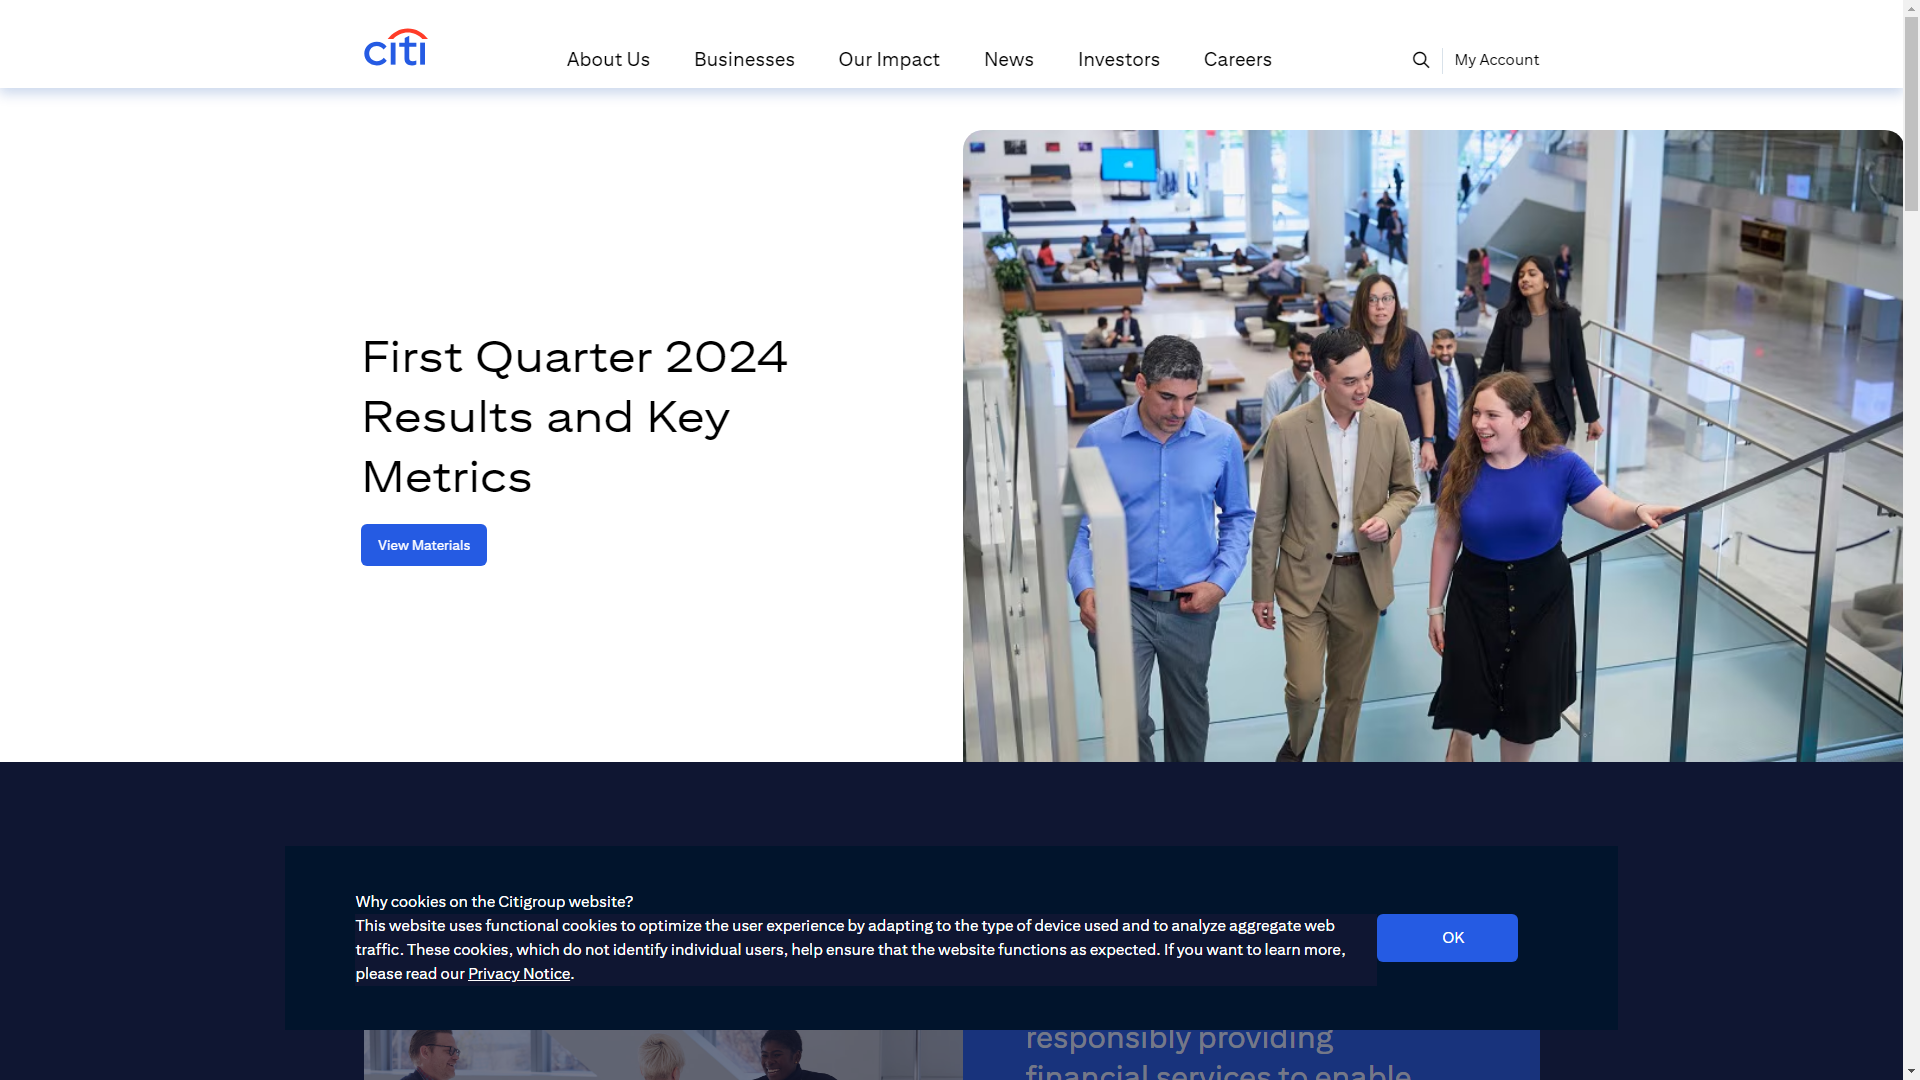 citi
About Us
Businesses
Our Impact
News
Investors
Careers
My Account
First Quarter 2024
Results and Key
Metrics
View Materials
Why cookies on the Citigroup website?
This website uses functional cookies to optimize the user experience by adapting to the type of device used and to analyze aggregate web
traffic. These cookies, which do not identify individual users, help ensure that the website functions as expected. If you want to learn more,
please read our Privacy Notice.
OK
responsibly providing
financial services to enable